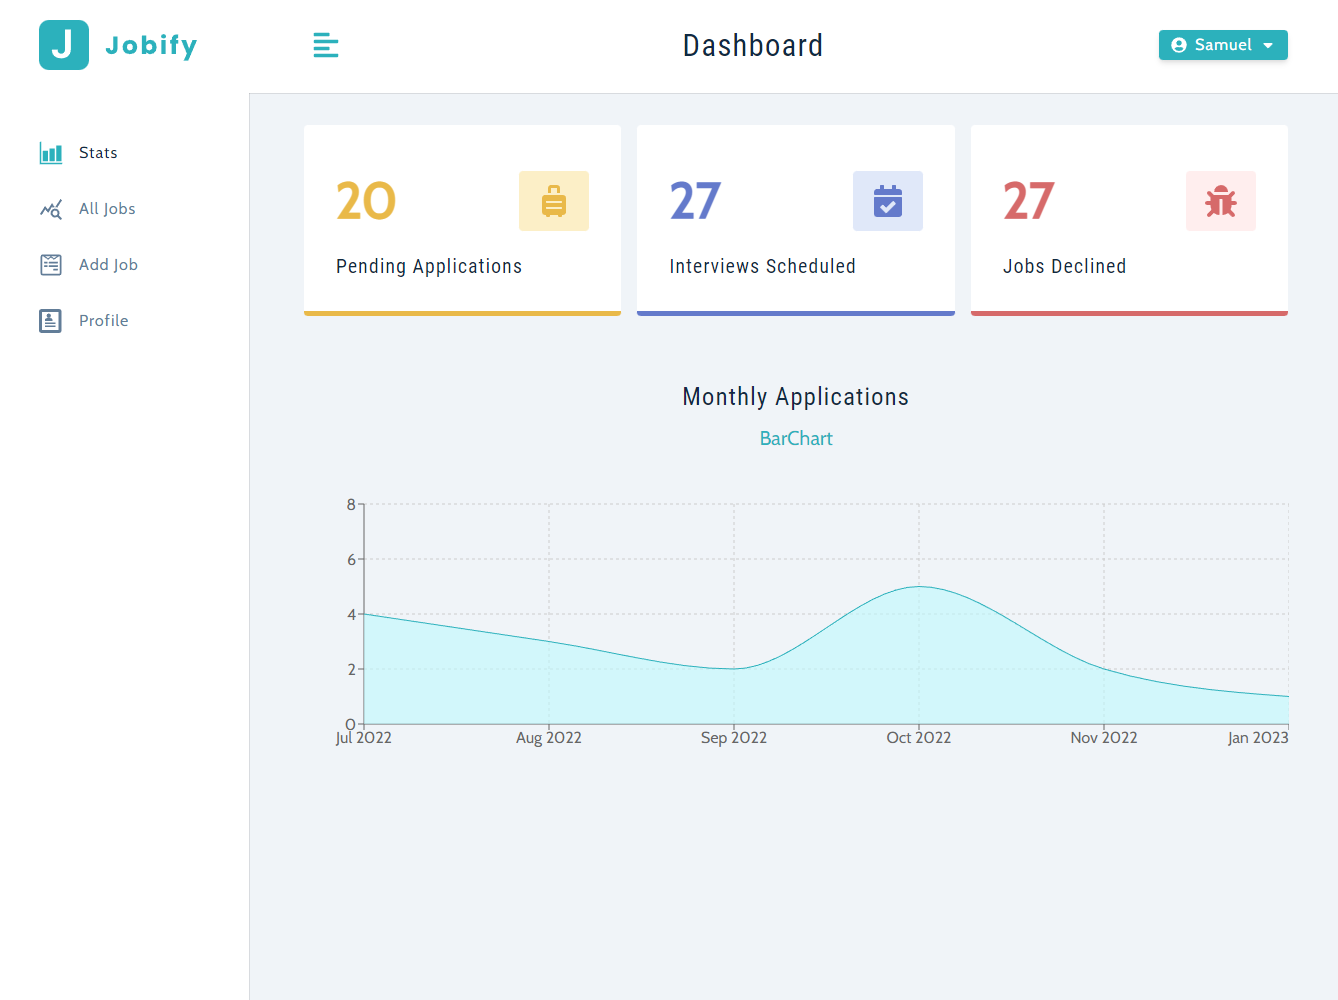 J Jobify
Dashboard
Samuel
Stats
All Jobs
Add Job
Profile
20
Pending Applications
27
Interviews Scheduled
27
Jobs Declined
Monthly Applications
BarChart
8
6
4
2
0
Jul 2022 Aug 2022 Sep 2022 Oct 2022 Nov 2022 Jan 2023